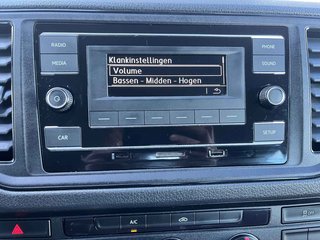 RADIO
PHONE
MEDIA
SOUND
Klankinstellingen
Volume
Bassen - Midden - Hogen
CAR
SETUP
A/C